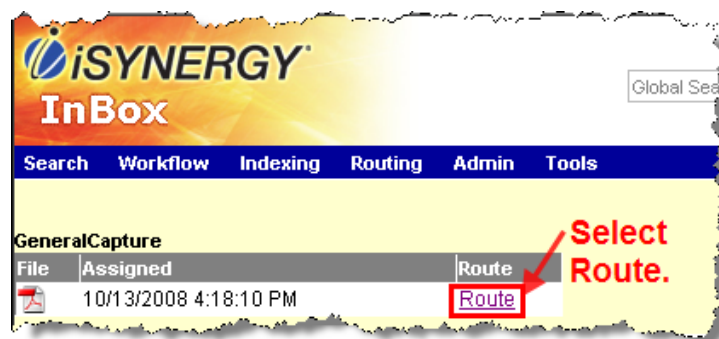 iSYNERGY
InBox
Global Sea
Search Workflow Indexing Routing Admin Tools
GeneralCapture
File Assigned Route
10/13/2008 4:18:10 PM Route
Select
Route.